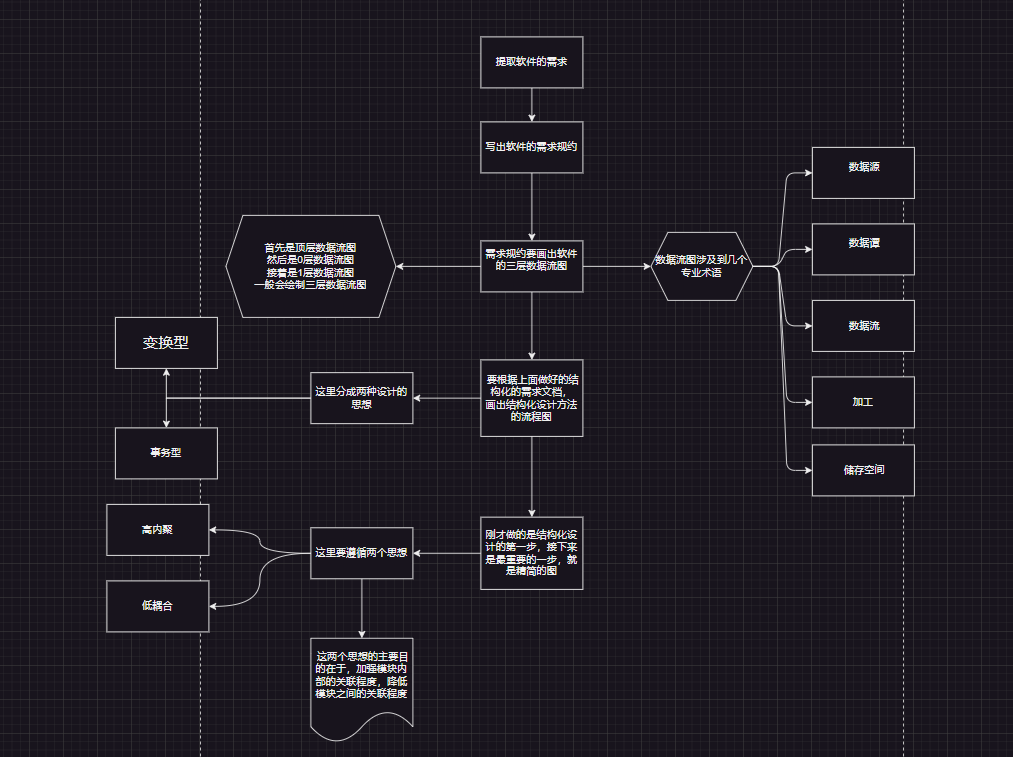 提取软件的需求
写出软件的需求规约
需求规约要画出软件
的三层数据流图
首先是顶层数据流图
然后是0层数据流图
接着是1层数据流图
一般会绘制三层数据流图
数据流图涉及到几个
专业术语
数据源
数据谭
数据流
加工
储存空间
要根据上面做好的结
构化的需求文档，
画出结构化设计方法
的流程图
这里分成两种设计的
思想
变换型
事务型
刚才做的是结构化设
计的第一步，接下来
是最重要的一步，就
是精简的图
这里要遵循两个思想
高内聚
低耦合
这两个思想的主要目
的在于，加强模块内
部的关联程度，降低
模块之间的关联程度